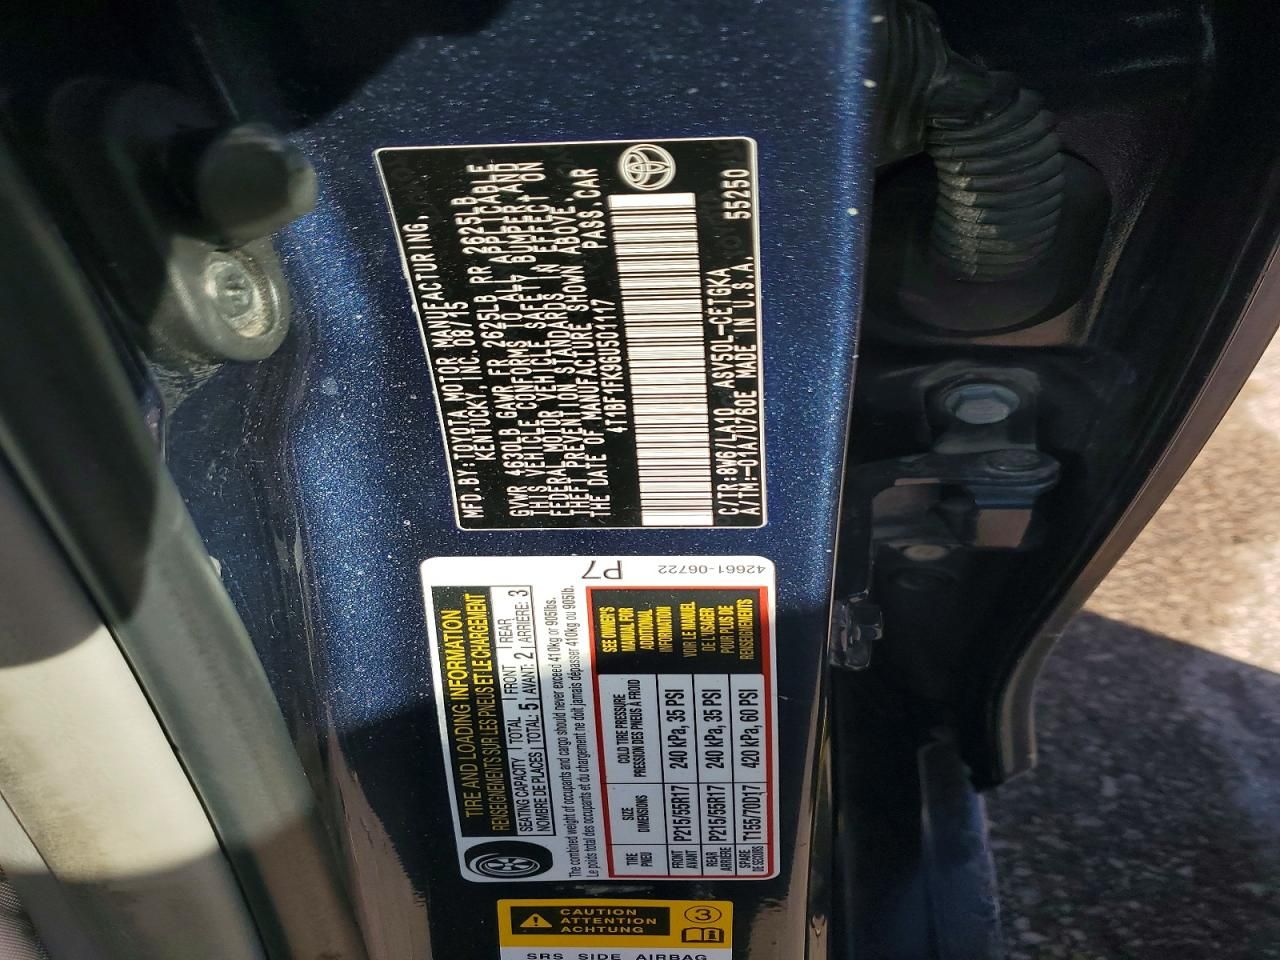 MFD. BY: TOYOTA MOTOR MANUFACTURING,
KENTUCKY, INC. 08/15
GVWR 4630LB GAWR FR 2625LB RR 2625LB
THIS VEHICLE CONFORMS TO ALL APPLICABLE
FEDERAL MOTOR VEHICLE SAFETY, BUMPER, AND
THEFT PREVENTION STANDARDS IN EFFECT ON
THE DATE OF MANUFACTURE SHOWN ABOVE.
4T1BF1FK9GU591117 PASS.CAR
C/TR:8W6/LA10 ASV50L-CETGKA
A/TM:-01A/U760E MADE IN U.S.A. 55250
TIRE AND LOADING INFORMATION
RENSEIGNEMENTS SUR LES PNEUS ET LE CHARGEMENT
SEATING CAPACITY TOTAL 5 FRONT 2 REAR 3
NOMBRE DE PLACES TOTAL: AVANT: ARRIERE:
The combined weight of occupants and cargo should never exceed 410kg or 905lbs.
Le poids total des occupants et du chargement ne doit jamais dépasser 410kg ou 905lb.
TIRE SIZE COLD TIRE PRESSURE
PNEU DIMENSIONS PRESSION DES PNEUS À FROID
FRONT AVANT P215/55R17 240 kPa, 35 PSI
REAR ARRIERE P215/55R17 240 kPa, 35 PSI
SPARE DE SECOURS T155/70D17 420 kPa, 60 PSI
SEE OWNER'S
MANUAL FOR
ADDITIONAL
INFORMATION
VOIR LE MANUEL
DE L'USAGER
POUR PLUS DE
RENSEIGNEMENTS
P7
42661-06722
CAUTION
ATTENTION
ACHTUNG
3
SRS SIDE AIRBAG